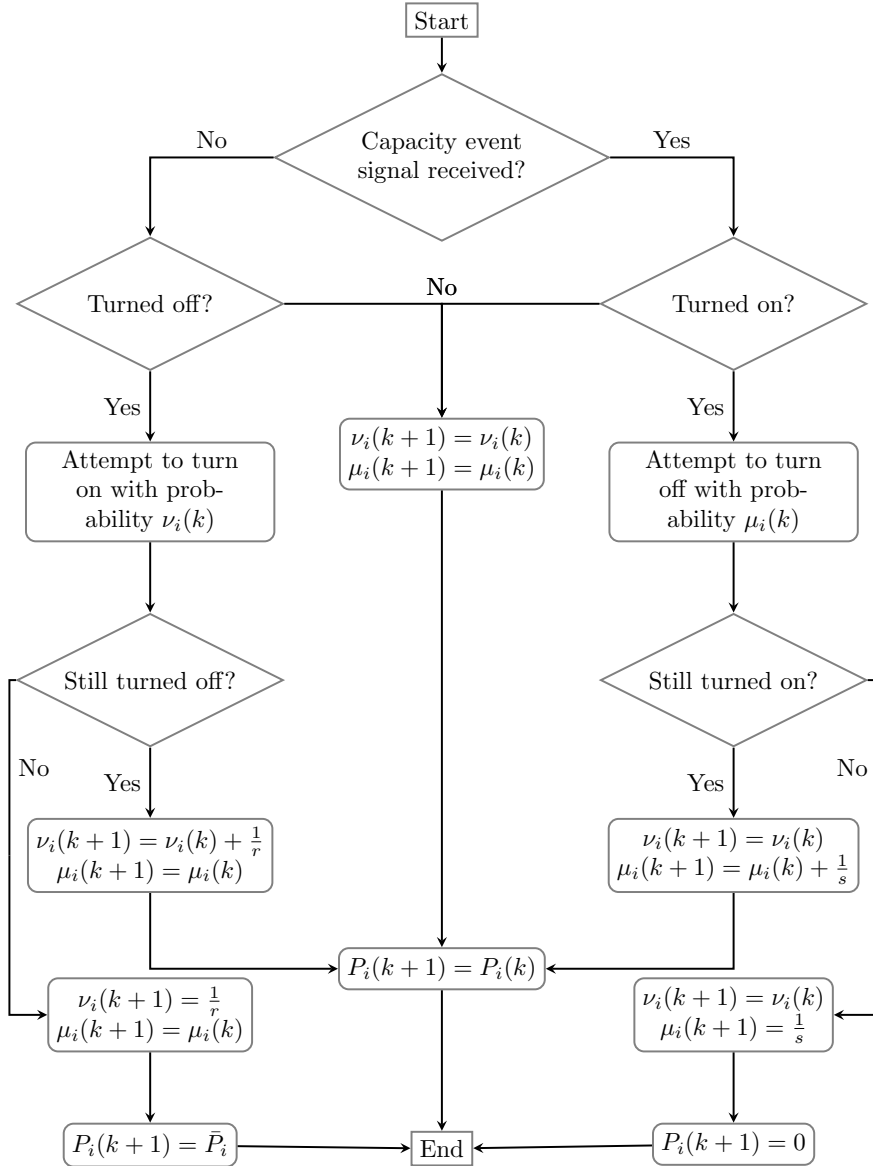 Start
Capacity event
signal received?
No
Yes
Turned off?
No
Turned on?
Yes
Yes
Attempt to turn
on with prob-
ability νᵢ(k)
νᵢ(k + 1) = νᵢ(k)
μᵢ(k + 1) = μᵢ(k)
Attempt to turn
off with prob-
ability μᵢ(k)
Still turned off?
Still turned on?
No
Yes
Yes
No
νᵢ(k + 1) = νᵢ(k) + 1/r
μᵢ(k + 1) = μᵢ(k)
νᵢ(k + 1) = νᵢ(k)
μᵢ(k + 1) = μᵢ(k) + 1/s
Pᵢ(k + 1) = Pᵢ(k)
νᵢ(k + 1) = 1/r
μᵢ(k + 1) = μᵢ(k)
νᵢ(k + 1) = νᵢ(k)
μᵢ(k + 1) = 1/s
Pᵢ(k + 1) = P̄ᵢ
End
Pᵢ(k + 1) = 0